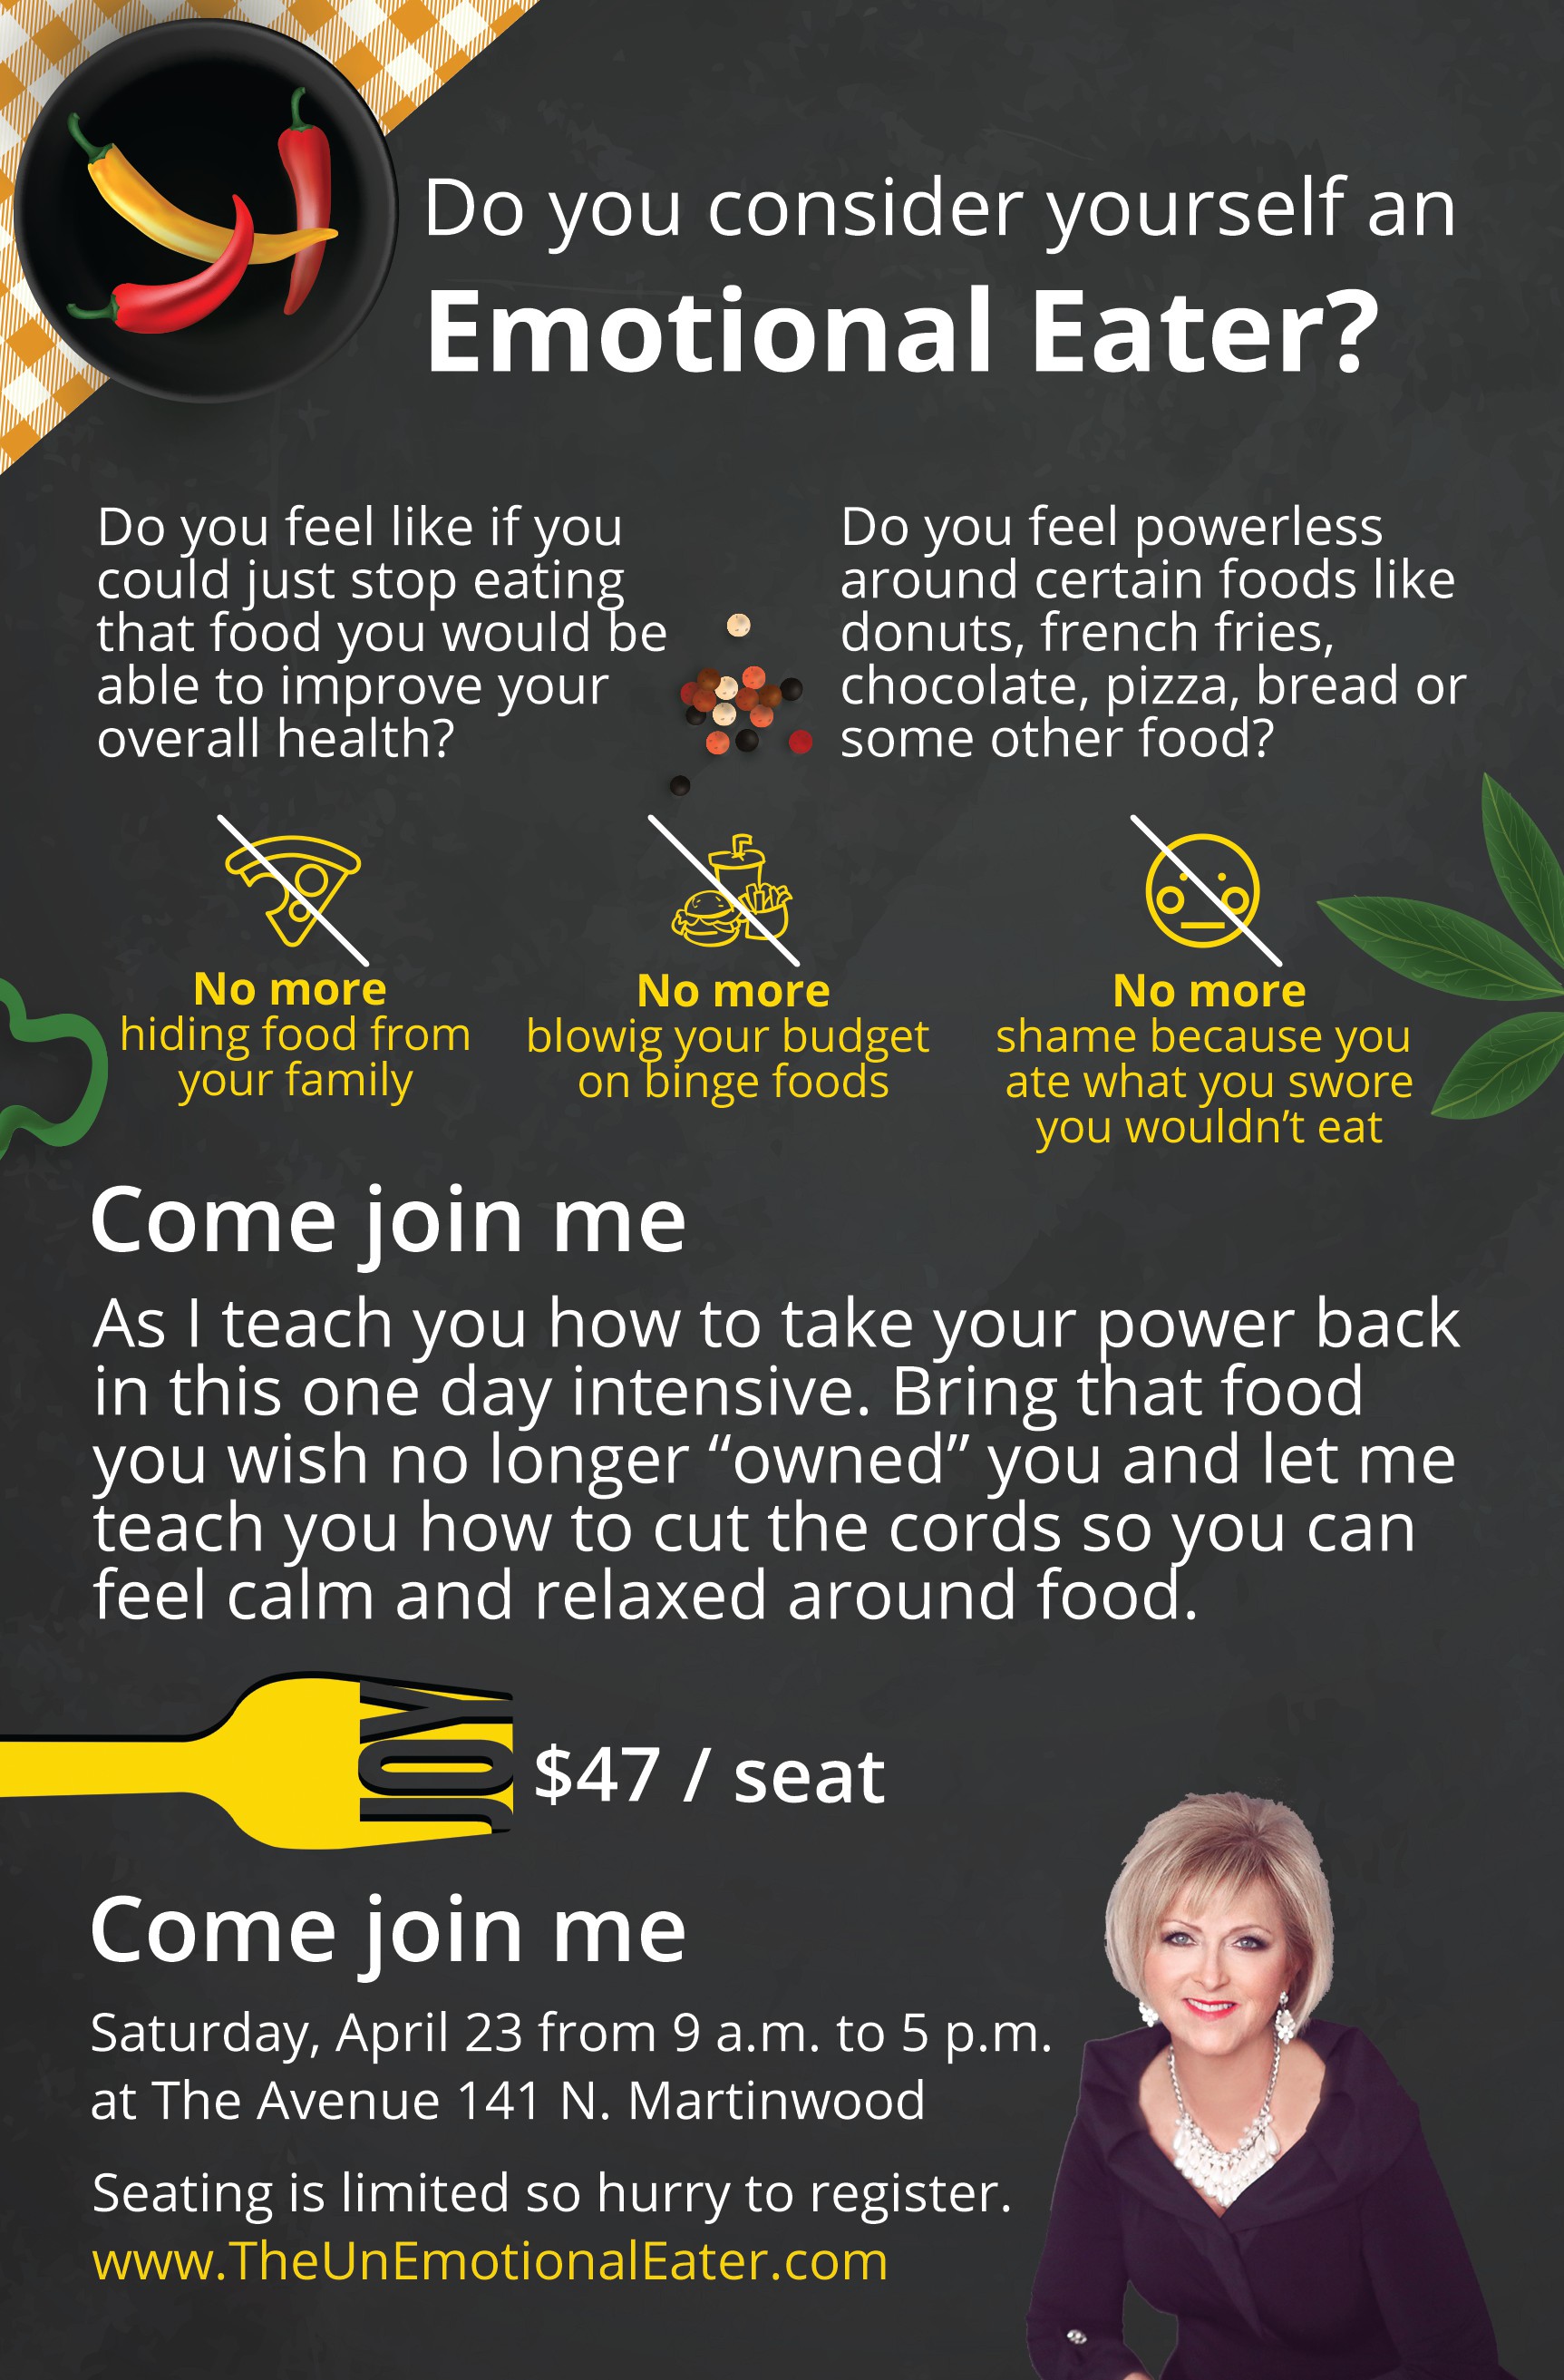 Do you consider yourself an
Emotional Eater?
Do you feel like if you
could just stop eating
that food you would be
able to improve your
overall health?
Do you feel powerless
around certain foods like
donuts, french fries,
chocolate, pizza, bread or
some other food?
No more
hiding food from
your family
No more
blowig your budget
on binge foods
No more
shame because you
ate what you swore
you wouldn’t eat
Come join me
As I teach you how to take your power back
in this one day intensive. Bring that food
you wish no longer “owned” you and let me
teach you how to cut the cords so you can
feel calm and relaxed around food.
JOY
$47 / seat
Come join me
Saturday, April 23 from 9 a.m. to 5 p.m.
at The Avenue 141 N. Martinwood
Seating is limited so hurry to register.
www.TheUnEmotionalEater.com